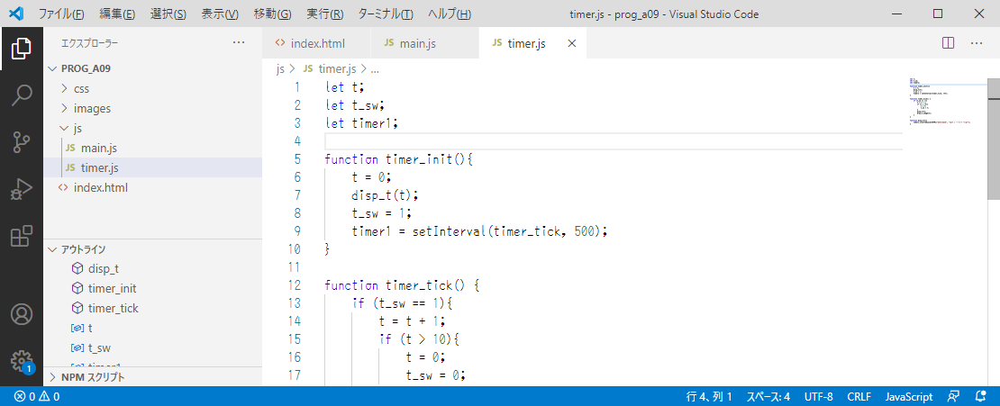 ファイル(F) 編集(E) 選択(S) 表示(V) 移動(G) 実行(R) ターミナル(T) ヘルプ(H) timer.js - prog_a09 - Visual Studio Code
エクスプローラー
PROG_A09
css
images
js
JS main.js
JS timer.js
<> index.html
アウトライン
disp_t
timer_init
timer_tick
t
t_sw
NPM スクリプト
1
<> index.html JS main.js JS timer.js
js > JS timer.js > ...
1 let t;
2 let t_sw;
3 let timer1;
4
5 function timer_init(){
6 t = 0;
7 disp_t(t);
8 t_sw = 1;
9 timer1 = setInterval(timer_tick, 500);
10 }
11
12 function timer_tick() {
13 if (t_sw == 1){
14 t = t + 1;
15 if (t > 10){
16 t = 0;
17 t_sw = 0;
0 0 行 4、列 1 スペース: 4 UTF-8 CRLF JavaScript